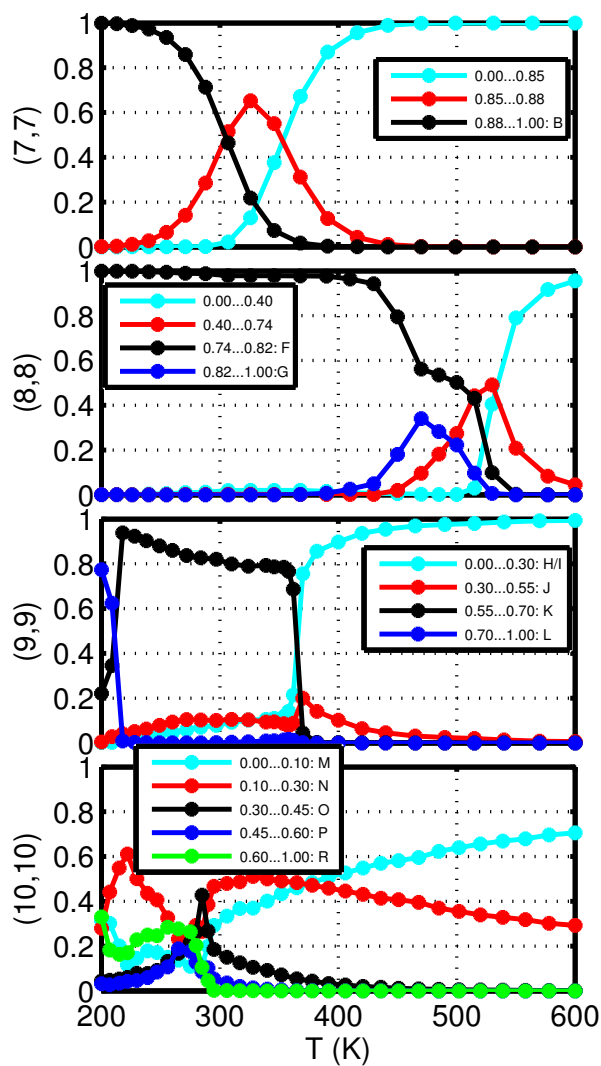 1
0.8
0.6
0.4
0.2
0
(7,7)
0.00...0.85
0.85...0.88
0.88...1.00: B
1
0.8
0.6
0.4
0.2
0
(8,8)
0.00...0.40
0.40...0.74
0.74...0.82: F
0.82...1.00:G
1
0.8
0.6
0.4
0.2
0
(9,9)
0.00...0.30: H/I
0.30...0.55: J
0.55...0.70: K
0.70...1.00: L
1
0.8
0.6
0.4
0.2
0
(10,10)
0.00...0.10: M
0.10...0.30: N
0.30...0.45: O
0.45...0.60: P
0.60...1.00: R
200 300 400 500 600
T (K)